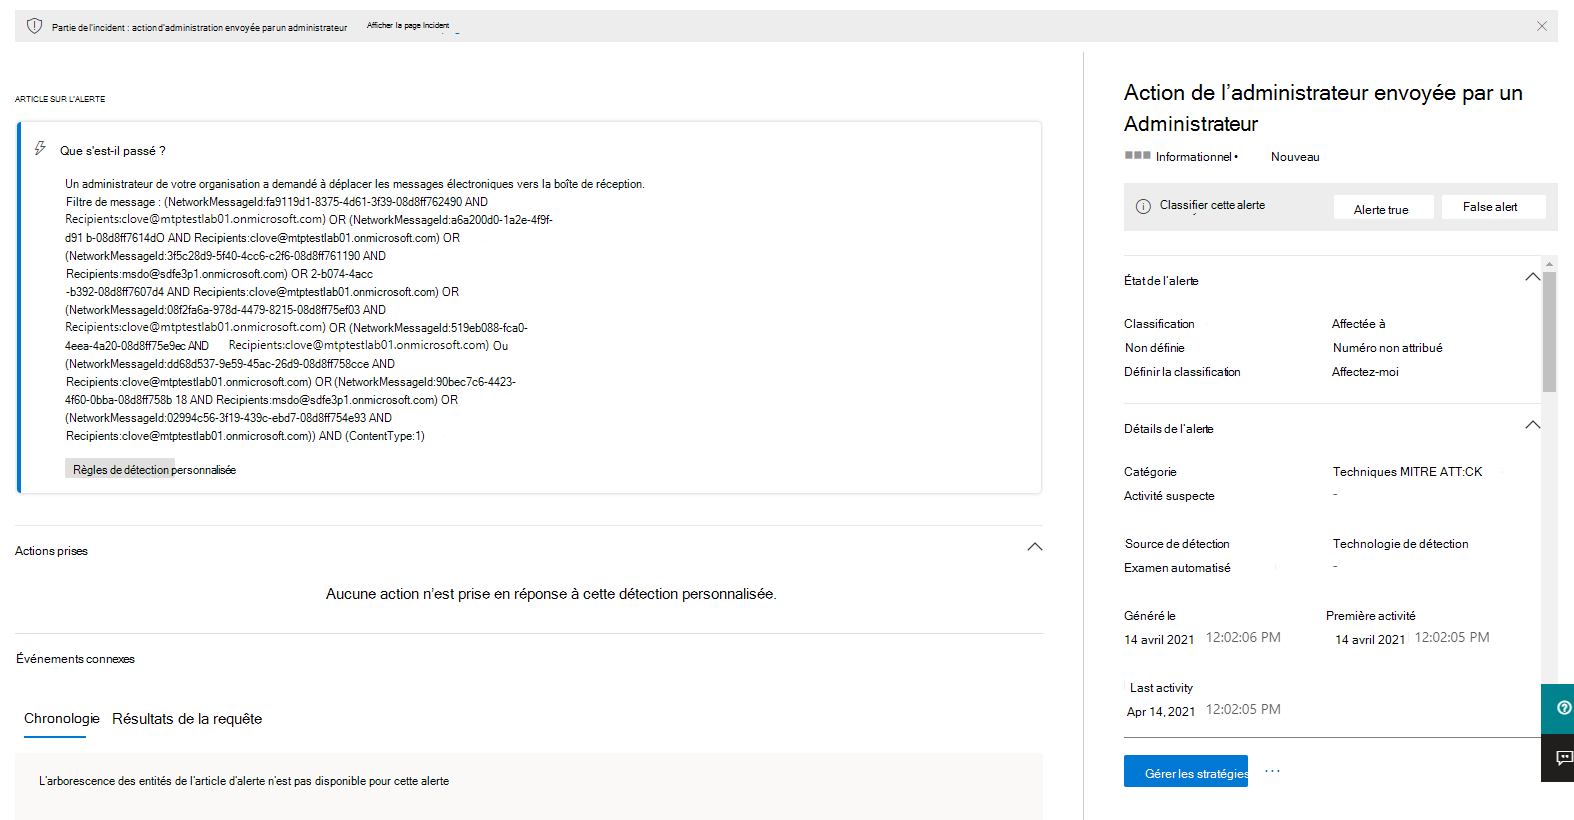 Partie de l'incident : action d'administration envoyée par un administrateur
Afficher la page Incident
ARTICLE SUR L'ALERTE
Que s'est-il passé ?
Un administrateur de votre organisation a demandé à déplacer les messages électroniques vers la boîte de réception.
Filtre de message : (NetworkMessageId:fa9119d1-8375-4d61-3f39-08d8ff762490 AND
Recipients:clove@mtptestlab01.onmicrosoft.com) OR (NetworkMessageId:a6a200d0-1a2e-4f9f-
d91 b-08d8ff7614dO AND Recipients:clove@mtptestlab01.onmicrosoft.com) OR
(NetworkMessageId:3f5c28d9-5f40-4cc6-c2f6-08d8ff761190 AND
Recipients:msdo@sdfe3p1.onmicrosoft.com) OR 2-b074-4acc
-b392-08d8ff7607d4 AND Recipients:clove@mtptestlab01.onmicrosoft.com) OR
(NetworkMessageId:08f2fa6a-978d-4479-8215-08d8ff75ef03 AND
Recipients:clove@mtptestlab01.onmicrosoft.com) OR (NetworkMessageId:519eb088-fca0-
4eea-4a20-08d8ff75e9ec AND Recipients:clove@mtptestlab01.onmicrosoft.com) Ou
(NetworkMessageId:dd68d537-9e59-45ac-26d9-08d8ff758cce AND
Recipients:clove@mtptestlab01.onmicrosoft.com) OR (NetworkMessageId:90bec7c6-4423-
4f60-0bba-08d8ff758b 18 AND Recipients:msdo@sdfe3p1.onmicrosoft.com) OR
(NetworkMessageId:02994c56-3f19-439c-ebd7-08d8ff754e93 AND
Recipients:clove@mtptestlab01.onmicrosoft.com)) AND (ContentType:1)
Règles de détection personnalisée
Actions prises
Aucune action n'est prise en réponse à cette détection personnalisée.
Événements connexes
Chronologie Résultats de la requête
L'arborescence des entités de l'article d'alerte n'est pas disponible pour cette alerte
Action de l'administrateur envoyée par un
Administrateur
Informationnel • Nouveau
Classifier cette alerte
Alerte true
False alert
État de l'alerte
Classification Affectée à
Non définie Numéro non attribué
Définir la classification Affectez-moi
Détails de l'alerte
Catégorie Techniques MITRE ATT:CK
Activité suspecte -
Source de détection Technologie de détection
Examen automatisé -
Généré le Première activité
14 avril 2021 12:02:06 PM 14 avril 2021 12:02:05 PM
Last activity
Apr 14, 2021 12:02:05 PM
Gérer les stratégies ...